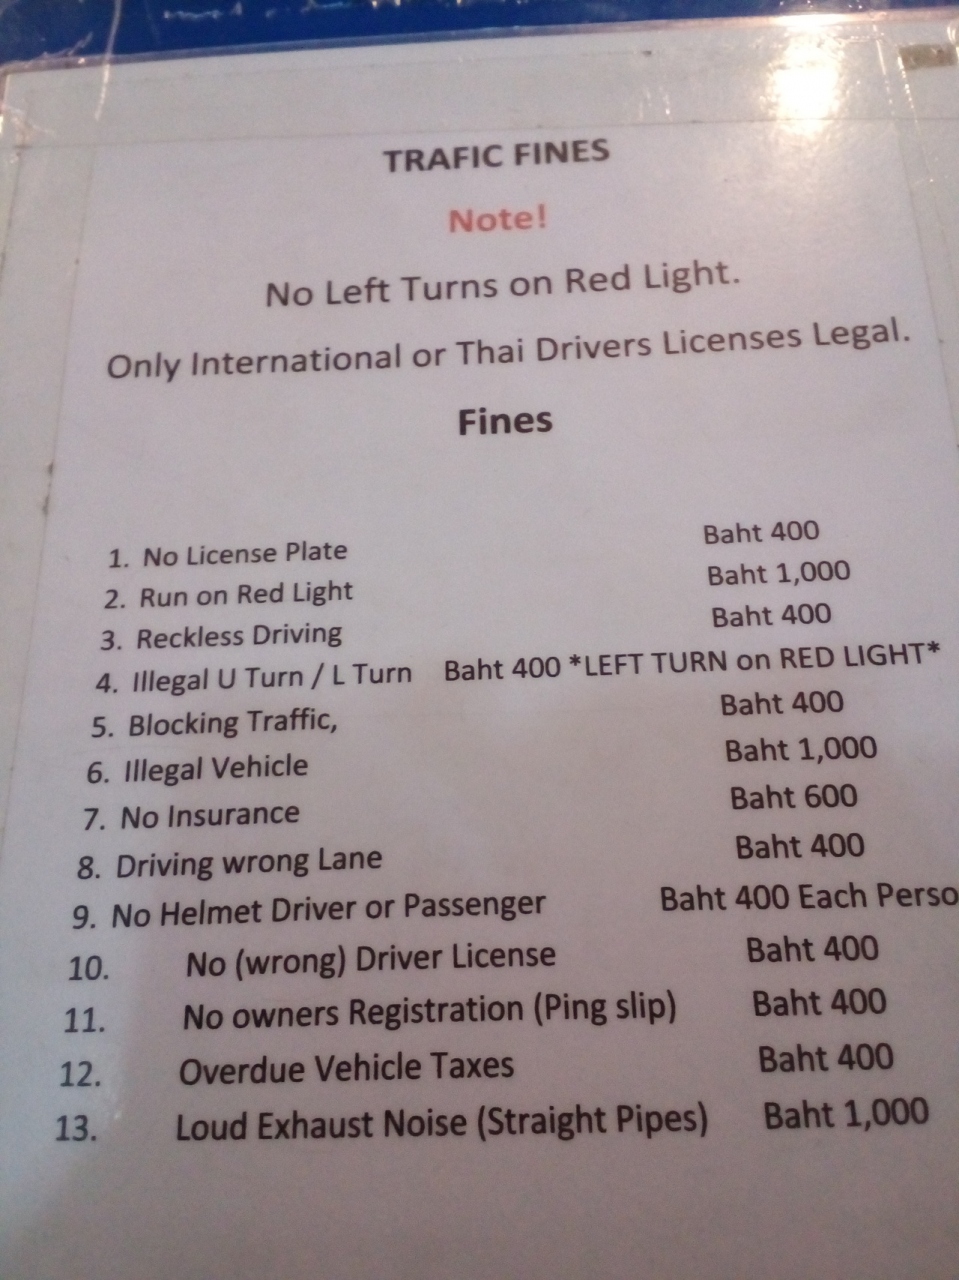 TRAFIC FINES
Note!
No Left Turns on Red Light.
Only International or Thai Drivers Licenses Legal.
Fines
1. No License Plate Baht 400
2. Run on Red Light Baht 1,000
3. Reckless Driving Baht 400
4. Illegal U Turn / L Turn Baht 400 *LEFT TURN on RED LIGHT*
5. Blocking Traffic, Baht 400
6. Illegal Vehicle Baht 1,000
7. No Insurance Baht 600
8. Driving wrong Lane Baht 400
9. No Helmet Driver or Passenger Baht 400 Each Perso
10. No (wrong) Driver License Baht 400
11. No owners Registration (Ping slip) Baht 400
12. Overdue Vehicle Taxes Baht 400
13. Loud Exhaust Noise (Straight Pipes) Baht 1,000